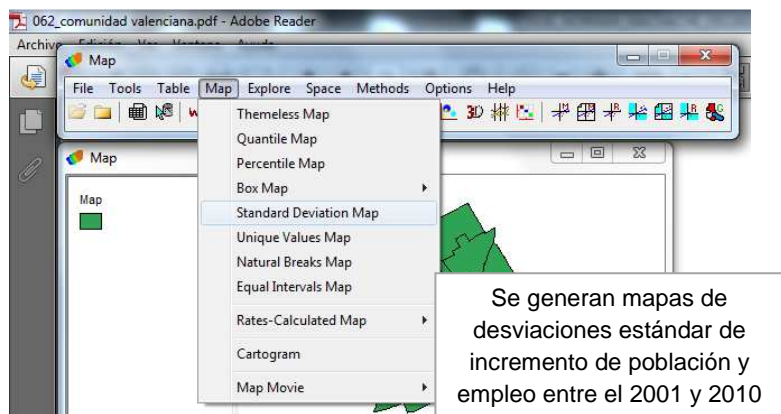 062_comunidad valenciana.pdf - Adobe Reader
Map
File Tools Table Map Explore Space Methods Options Help
3D
Themeless Map
Quantile Map
Percentile Map
Box Map
Standard Deviation Map
Unique Values Map
Natural Breaks Map
Equal Intervals Map
Rates-Calculated Map
Cartogram
Map Movie
Map
Map
Se generan mapas de
desviaciones estándar de
incremento de población y
empleo entre el 2001 y 2010